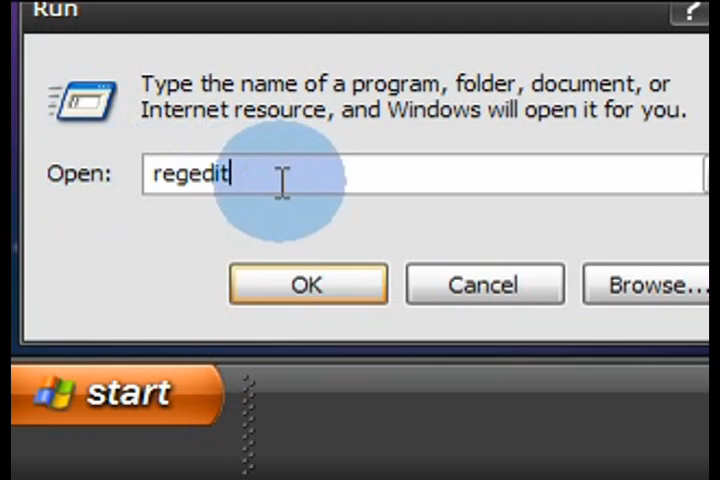 Run
?
Type the name of a program, folder, document, or
Internet resource, and Windows will open it for you.
Open: regedit
OK Cancel Browse...
start